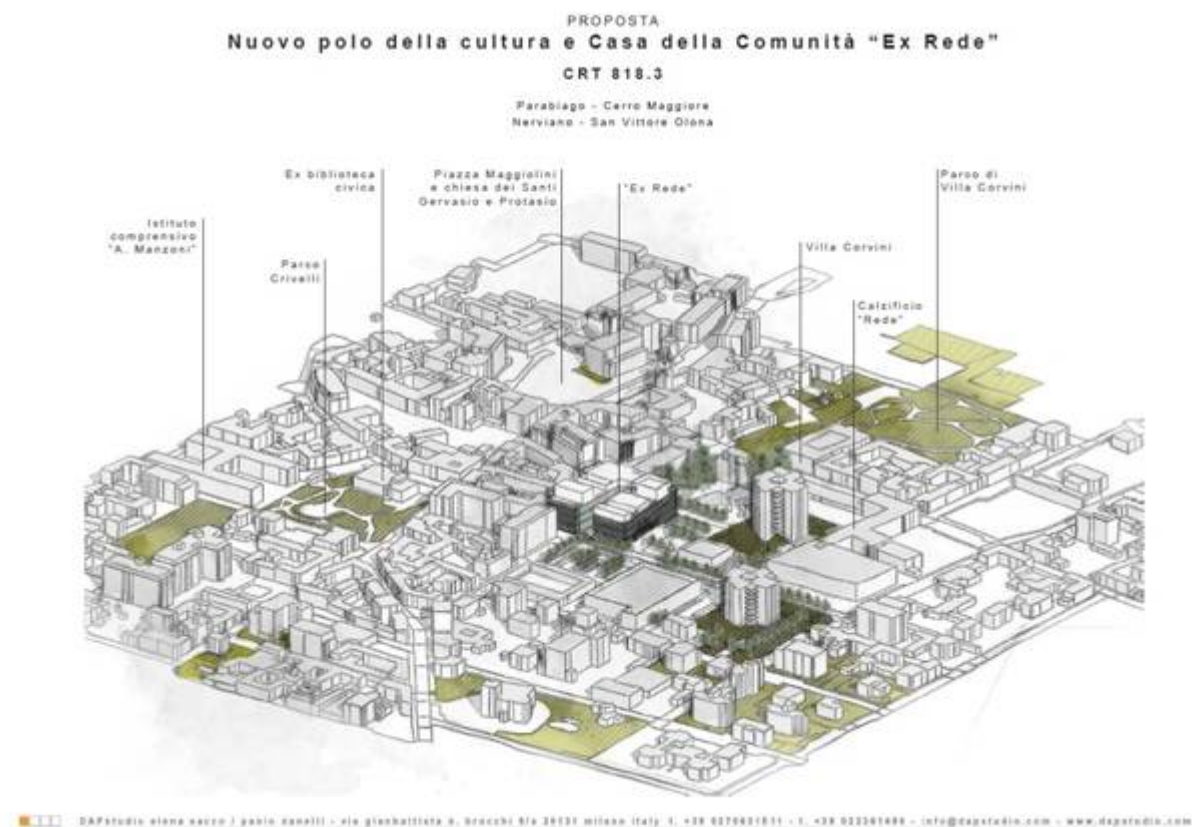 PROPOSTA
Nuovo polo della cultura e Casa della Comunità "Ex Rede"
CRT 818.3
Parabiago - Cerro Maggiore
Nerviano - San Vittore Olona
Ex biblioteca
civica
Piazza Maggiolini
e chiesa dei Santi
Gervasio e Protasio
"Ex Rede"
Parco di
Villa Corvini
Istituto
comprensivo
"A. Manzoni"
Parco
Crivelli
Villa Corvini
Calzificio
"Rede"
DAPstudio elena sacco / paolo danelli - via gianbattista milano italy info@dapstudio.com - www.dapstudio.com